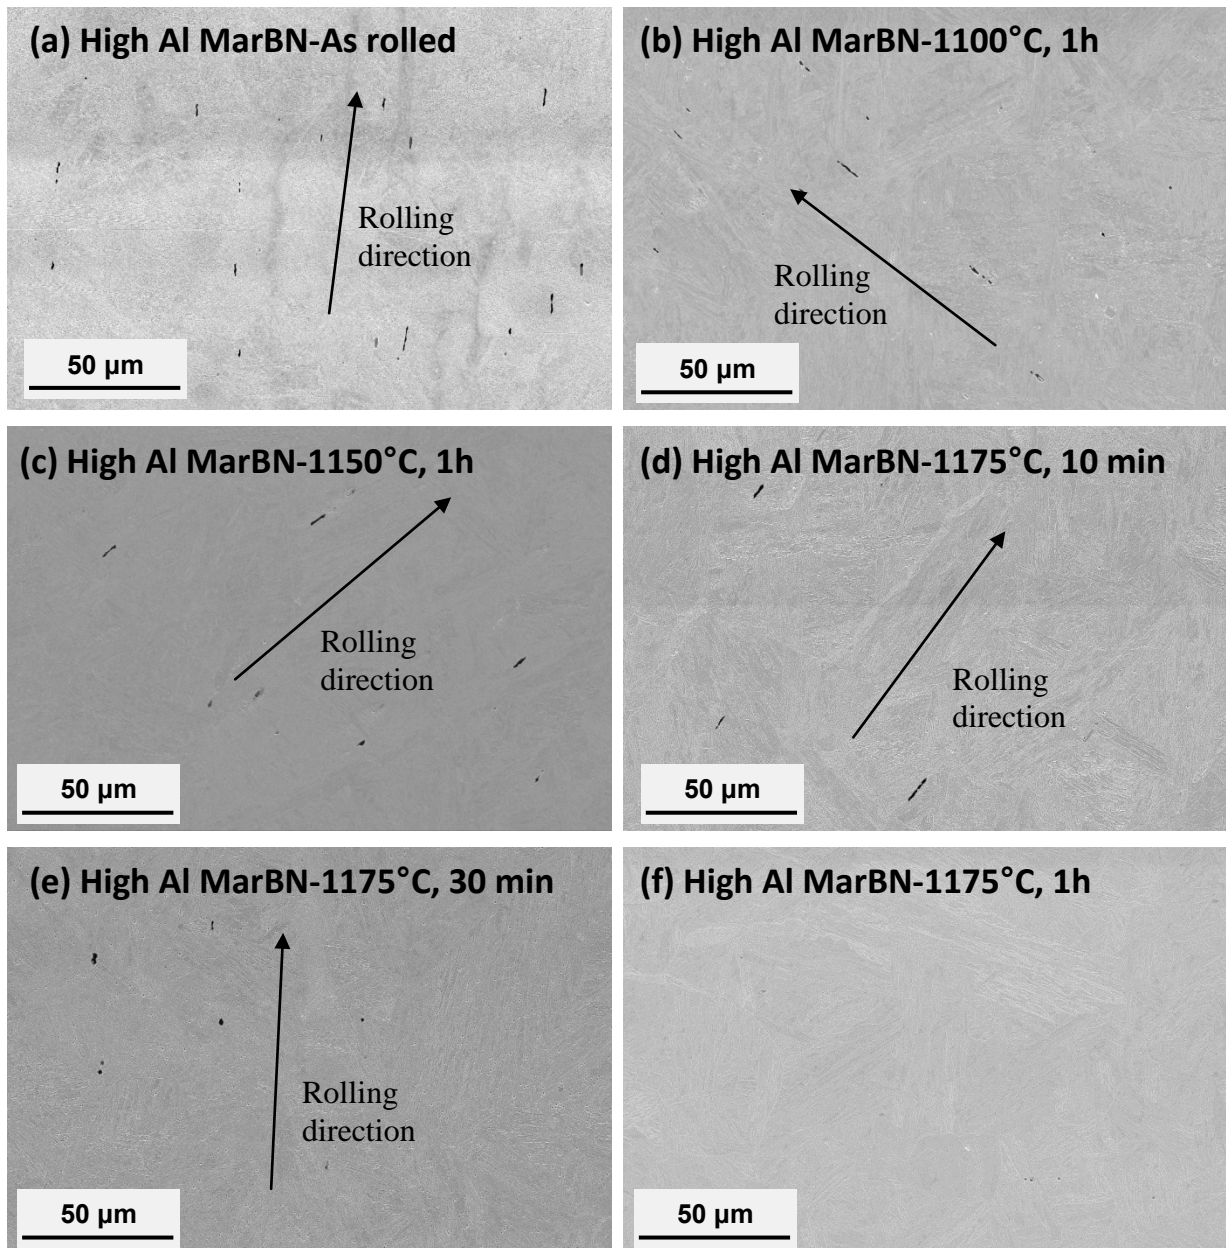 (a) High Al MarBN-As rolled
Rolling
direction
50 µm
(b) High Al MarBN-1100°C, 1h
Rolling
direction
50 µm
(c) High Al MarBN-1150°C, 1h
Rolling
direction
50 µm
(d) High Al MarBN-1175°C, 10 min
Rolling
direction
50 µm
(e) High Al MarBN-1175°C, 30 min
Rolling
direction
50 µm
(f) High Al MarBN-1175°C, 1h
50 µm